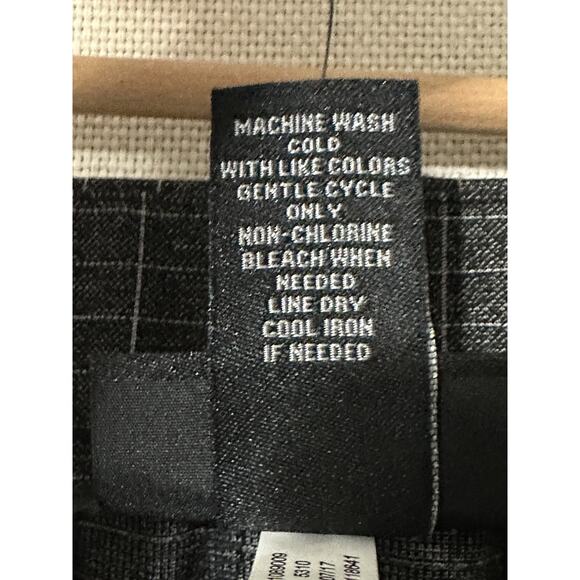 MACHINE WASH
COLD
WITH LIKE COLORS
GENTLE CYCLE
ONLY
NON-CHLORINE
BLEACH WHEN
NEEDED
LINE DRY
COOL IRON
IF NEEDED
5310